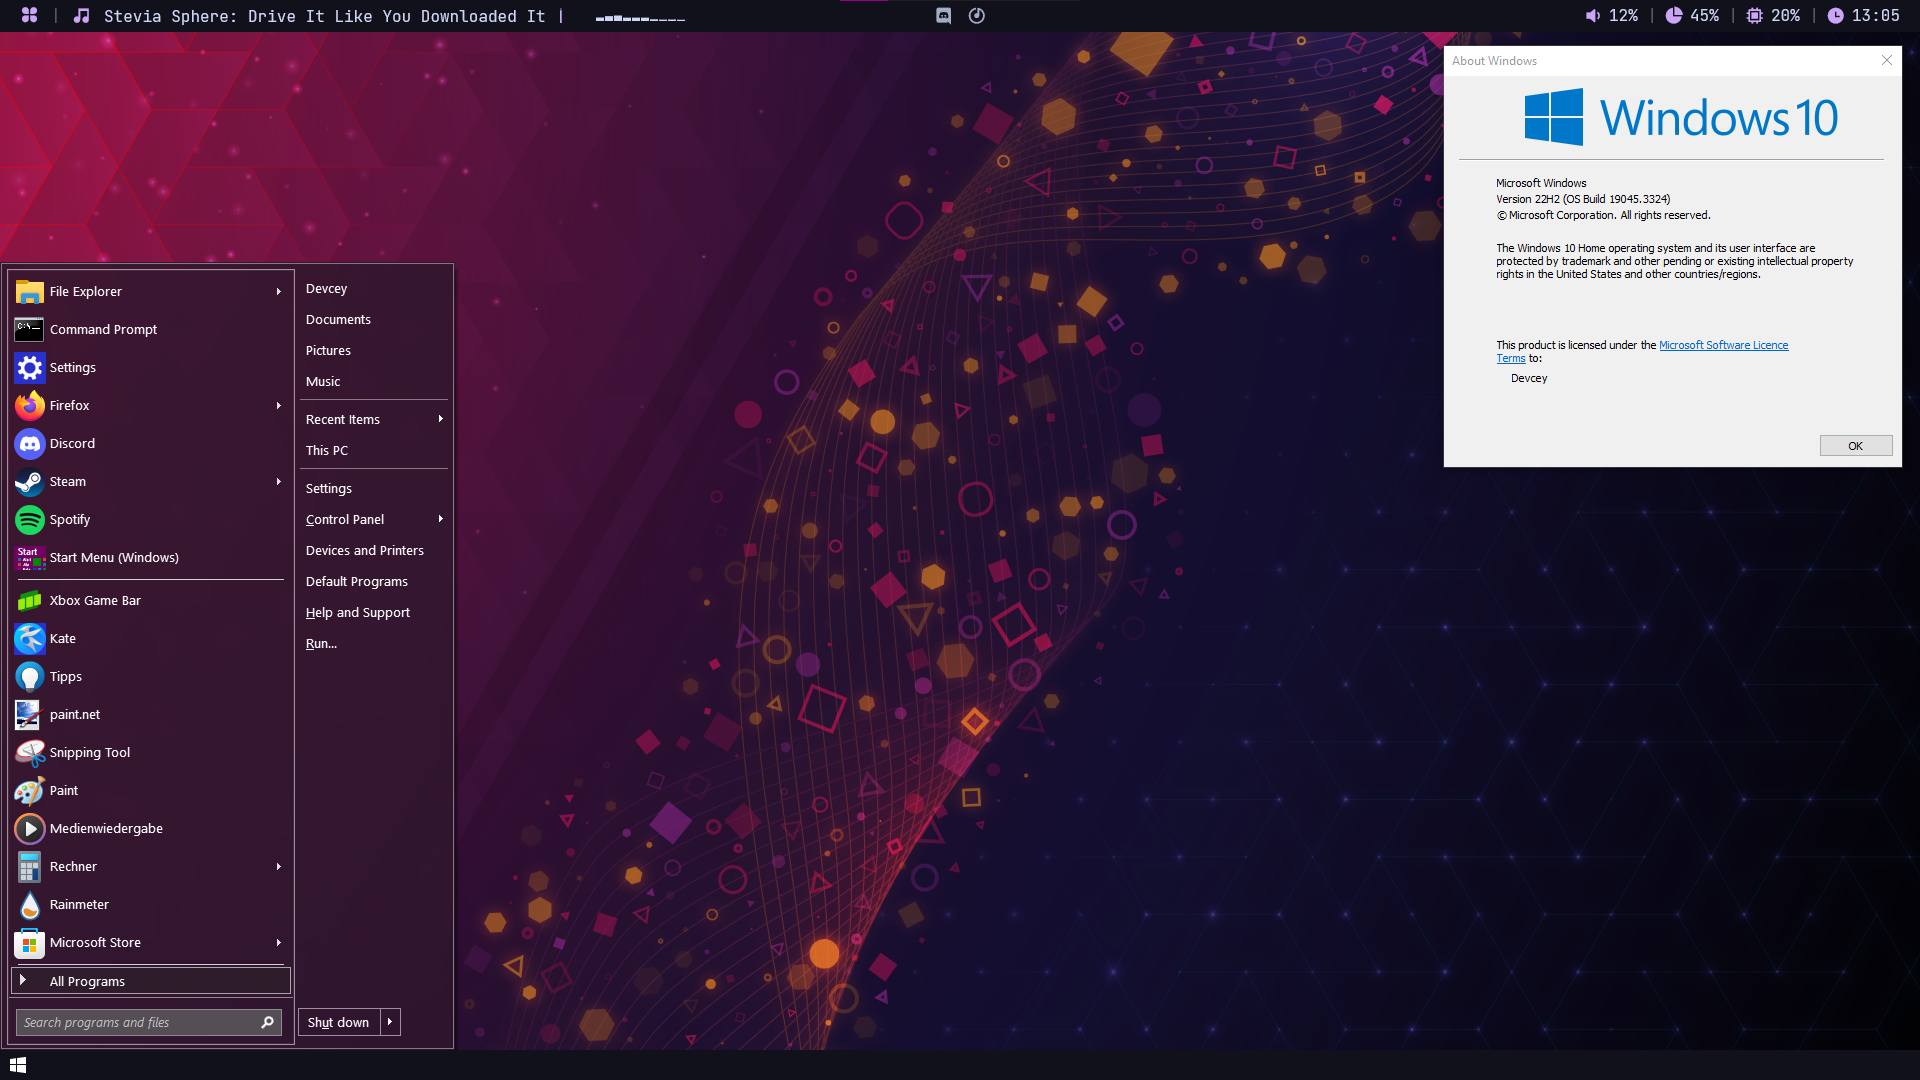 Stevia Sphere: Drive It Like You Downloaded It
12%
45%
20%
13:05
About Windows
Windows 10
Microsoft Windows
Version 22H2 (OS Build 19045.3324)
© Microsoft Corporation. All rights reserved.
The Windows 10 Home operating system and its user interface are
protected by trademark and other pending or existing intellectual property
rights in the United States and other countries/regions.
This product is licensed under the Microsoft Software Licence
Terms to:
Devcey
OK
File Explorer
Command Prompt
Settings
Firefox
Discord
Steam
Spotify
Start
Start Menu (Windows)
Xbox Game Bar
Kate
Tipps
paint.net
Snipping Tool
Paint
Medienwiedergabe
Rechner
Rainmeter
Microsoft Store
All Programs
Search programs and files
Devcey
Documents
Pictures
Music
Recent Items
This PC
Settings
Control Panel
Devices and Printers
Default Programs
Help and Support
Run...
Shut down